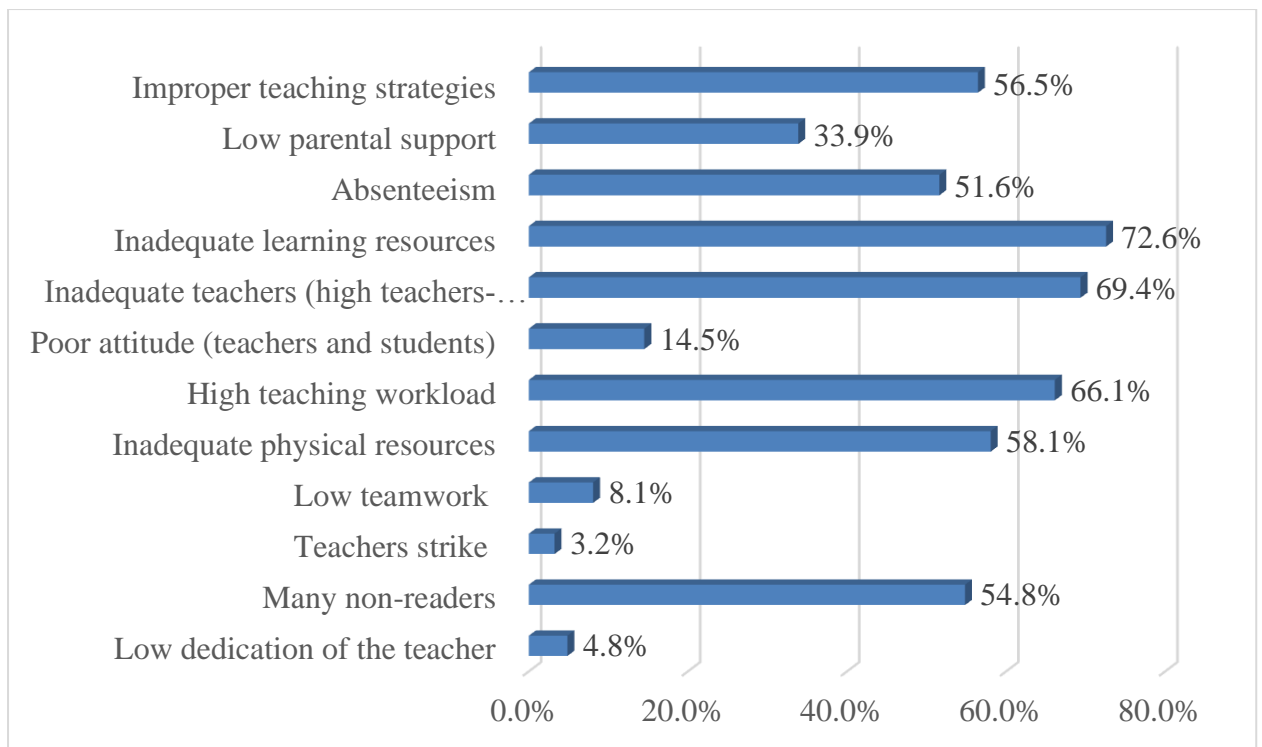 Improper teaching strategies 56.5%
Low parental support 33.9%
Absenteeism 51.6%
Inadequate learning resources 72.6%
Inadequate teachers (high teachers-… 69.4%
Poor attitude (teachers and students) 14.5%
High teaching workload 66.1%
Inadequate physical resources 58.1%
Low teamwork 8.1%
Teachers strike 3.2%
Many non-readers 54.8%
Low dedication of the teacher 4.8%
0.0% 20.0% 40.0% 60.0% 80.0%